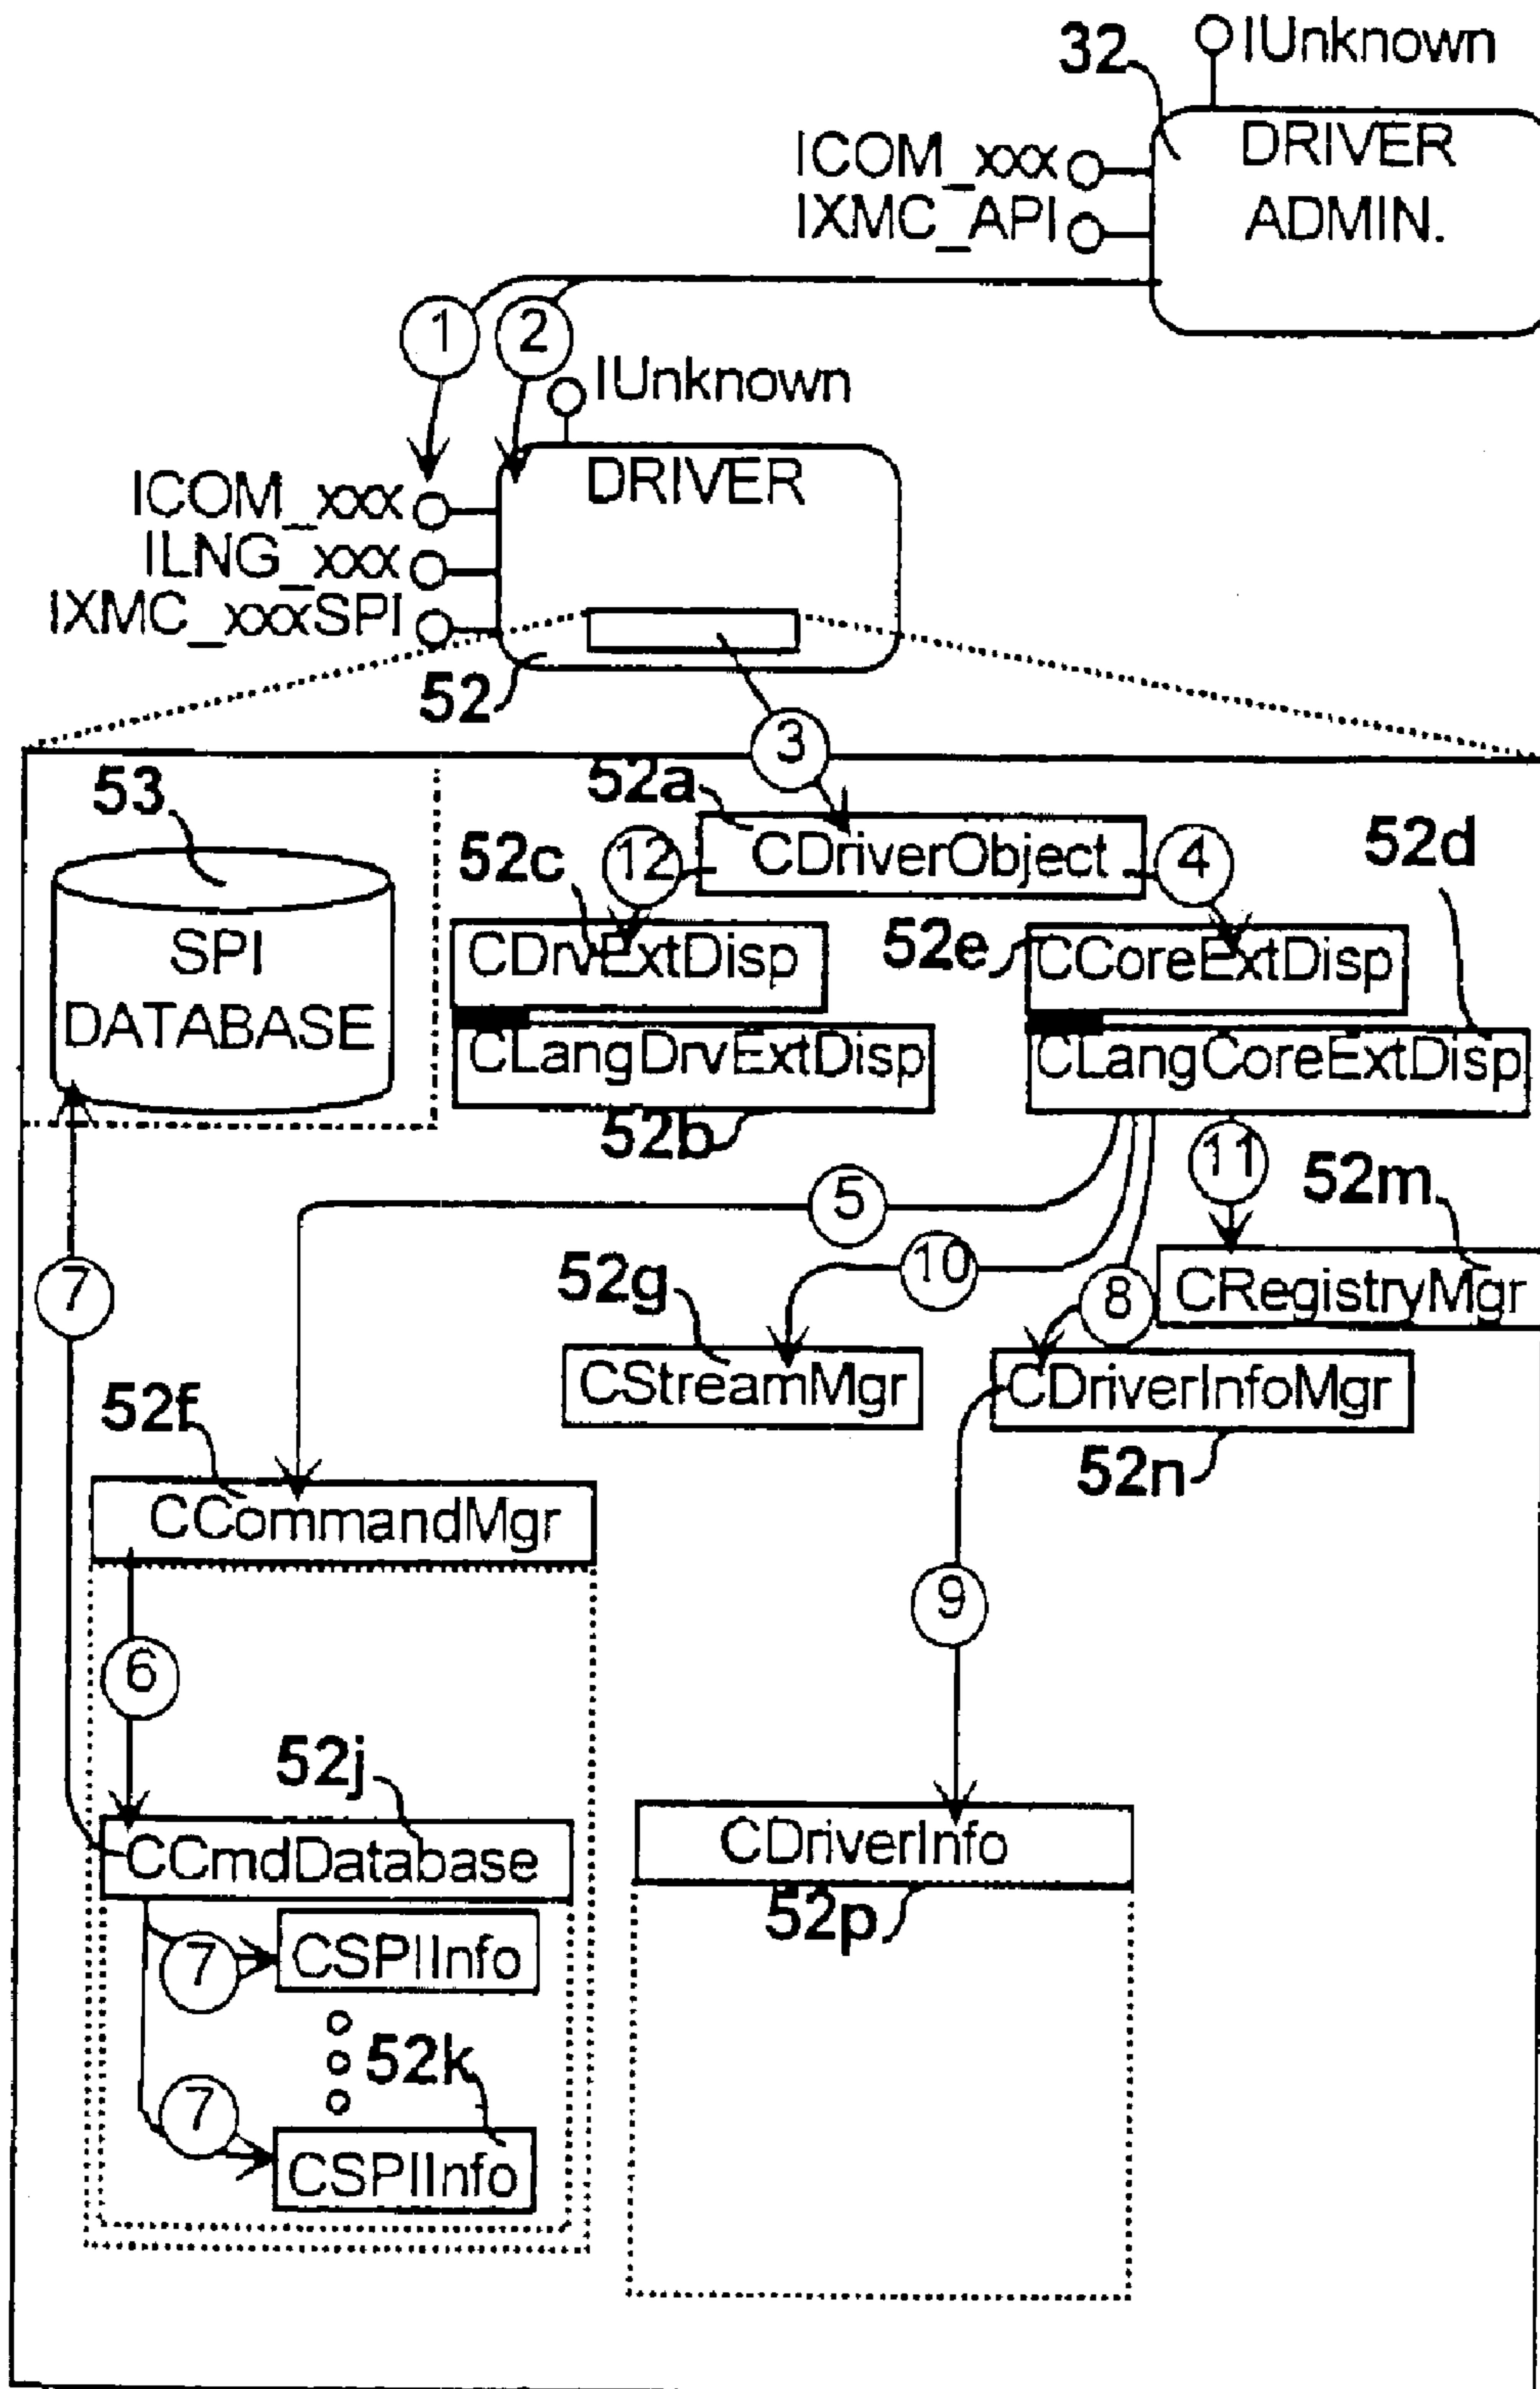 32
IUnknown
ICOM_xxx
IXMC_API
DRIVER
ADMIN.
1
2
IUnknown
ICOM_xxx
ILNG_xxx
IXMC_xxxSPI
DRIVER
52
3
53
52a
52c
12
CDriverObject
4
52d
SPI
DATABASE
CDrvExtDisp
52e
CCoreExtDisp
CLangDrvExtDisp
CLangCoreExtDisp
52b
11
52m
5
10
7
52g
8
CRegistryMgr
CStreamMgr
CDriverInfoMgr
52f
52n
CCommandMgr
9
6
52j
CCmdDatabase
CDriverInfo
52p
7
CSPIInfo
52k
7
CSPIInfo